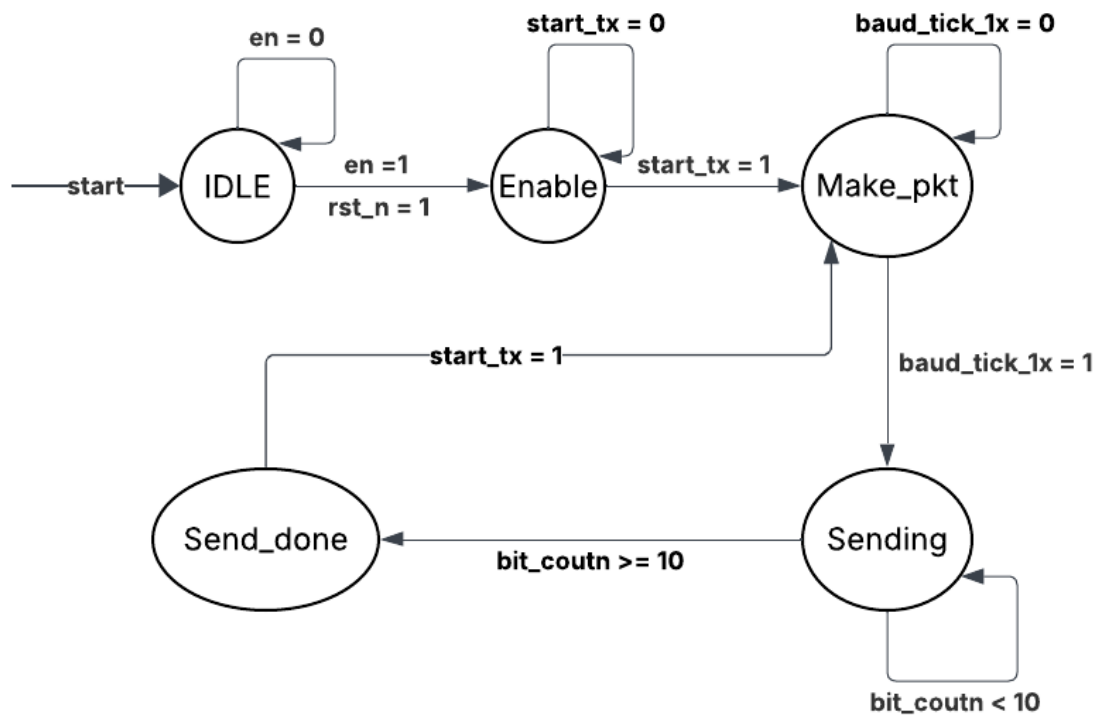 en = 0
start_tx = 0
baud_tick_1x = 0
start
IDLE
en =1
rst_n = 1
Enable
start_tx = 1
Make_pkt
start_tx = 1
baud_tick_1x = 1
Send_done
bit_coutn >= 10
Sending
bit_coutn < 10